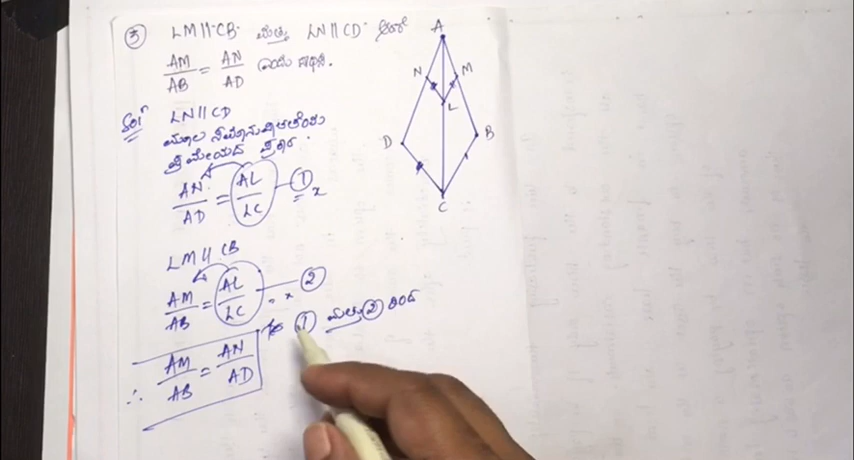 ③ LM || CB ಮತ್ತು LN || CD ಆದರೆ
AM/AB = AN/AD ಎಂದು ಸಾಧಿಸಿ.
LN || CD
ಮೂಲ ಸಮಾನುಪಾತತೆಯ
ಪ್ರಮೇಯದ ಪ್ರಕಾರ
AN/AD = AL/LC — ① = x
LM || CB
AM/AB = AL/LC — ② = x
① ಮತ್ತು ② ರಿಂದ
∴ AM/AB = AN/AD
A
N M
L
D B
C